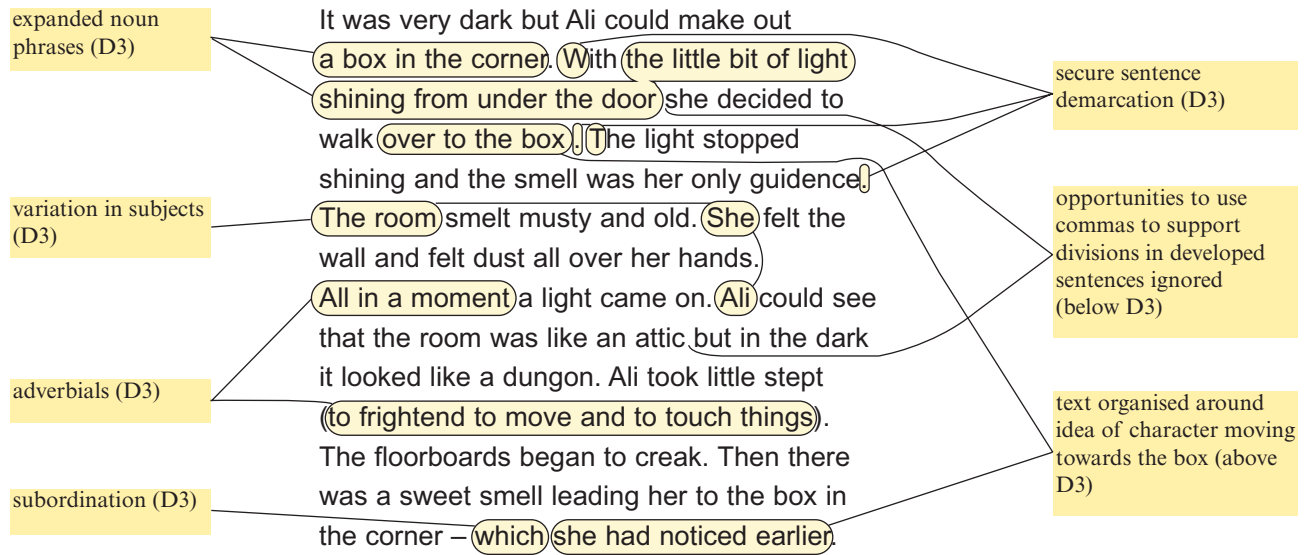 expanded noun
phrases (D3)
variation in subjects
(D3)
adverbials (D3)
subordination (D3)
It was very dark but Ali could make out
a box in the corner. With the little bit of light
shining from under the door she decided to
walk over to the box. The light stopped
shining and the smell was her only guidence.
The room smelt musty and old. She felt the
wall and felt dust all over her hands.
All in a moment a light came on. Ali could see
that the room was like an attic but in the dark
it looked like a dungon. Ali took little stept
(to frightend to move and to touch things).
The floorboards began to creak. Then there
was a sweet smell leading her to the box in
the corner – which she had noticed earlier.
secure sentence
demarcation (D3)
opportunities to use
commas to support
divisions in developed
sentences ignored
(below D3)
text organised around
idea of character moving
towards the box (above
D3)